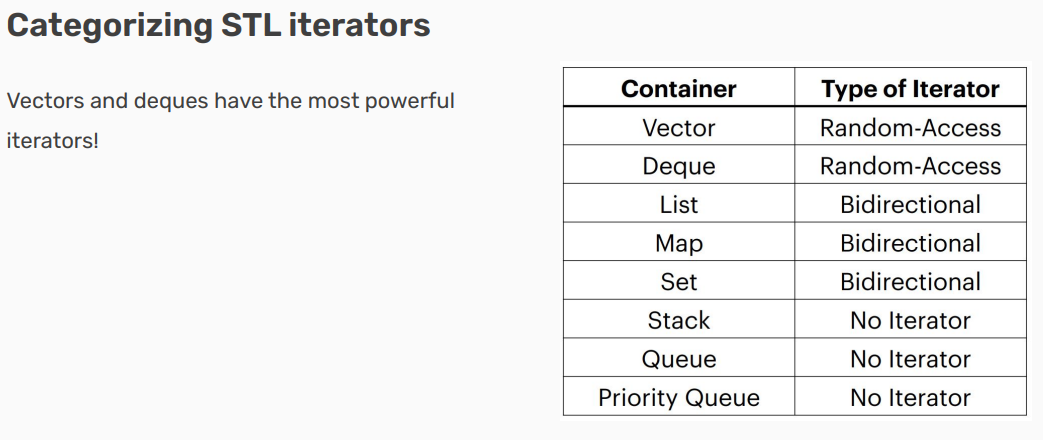 Categorizing STL iterators
Vectors and deques have the most powerful
iterators!
Container Type of Iterator
Vector Random-Access
Deque Random-Access
List Bidirectional
Map Bidirectional
Set Bidirectional
Stack No Iterator
Queue No Iterator
Priority Queue No Iterator